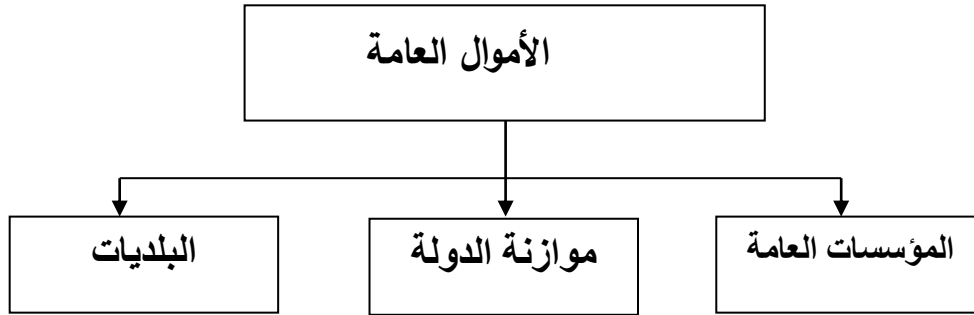 الأموال العامة
المؤسسات العامة
موازنة الدولة
البلديات